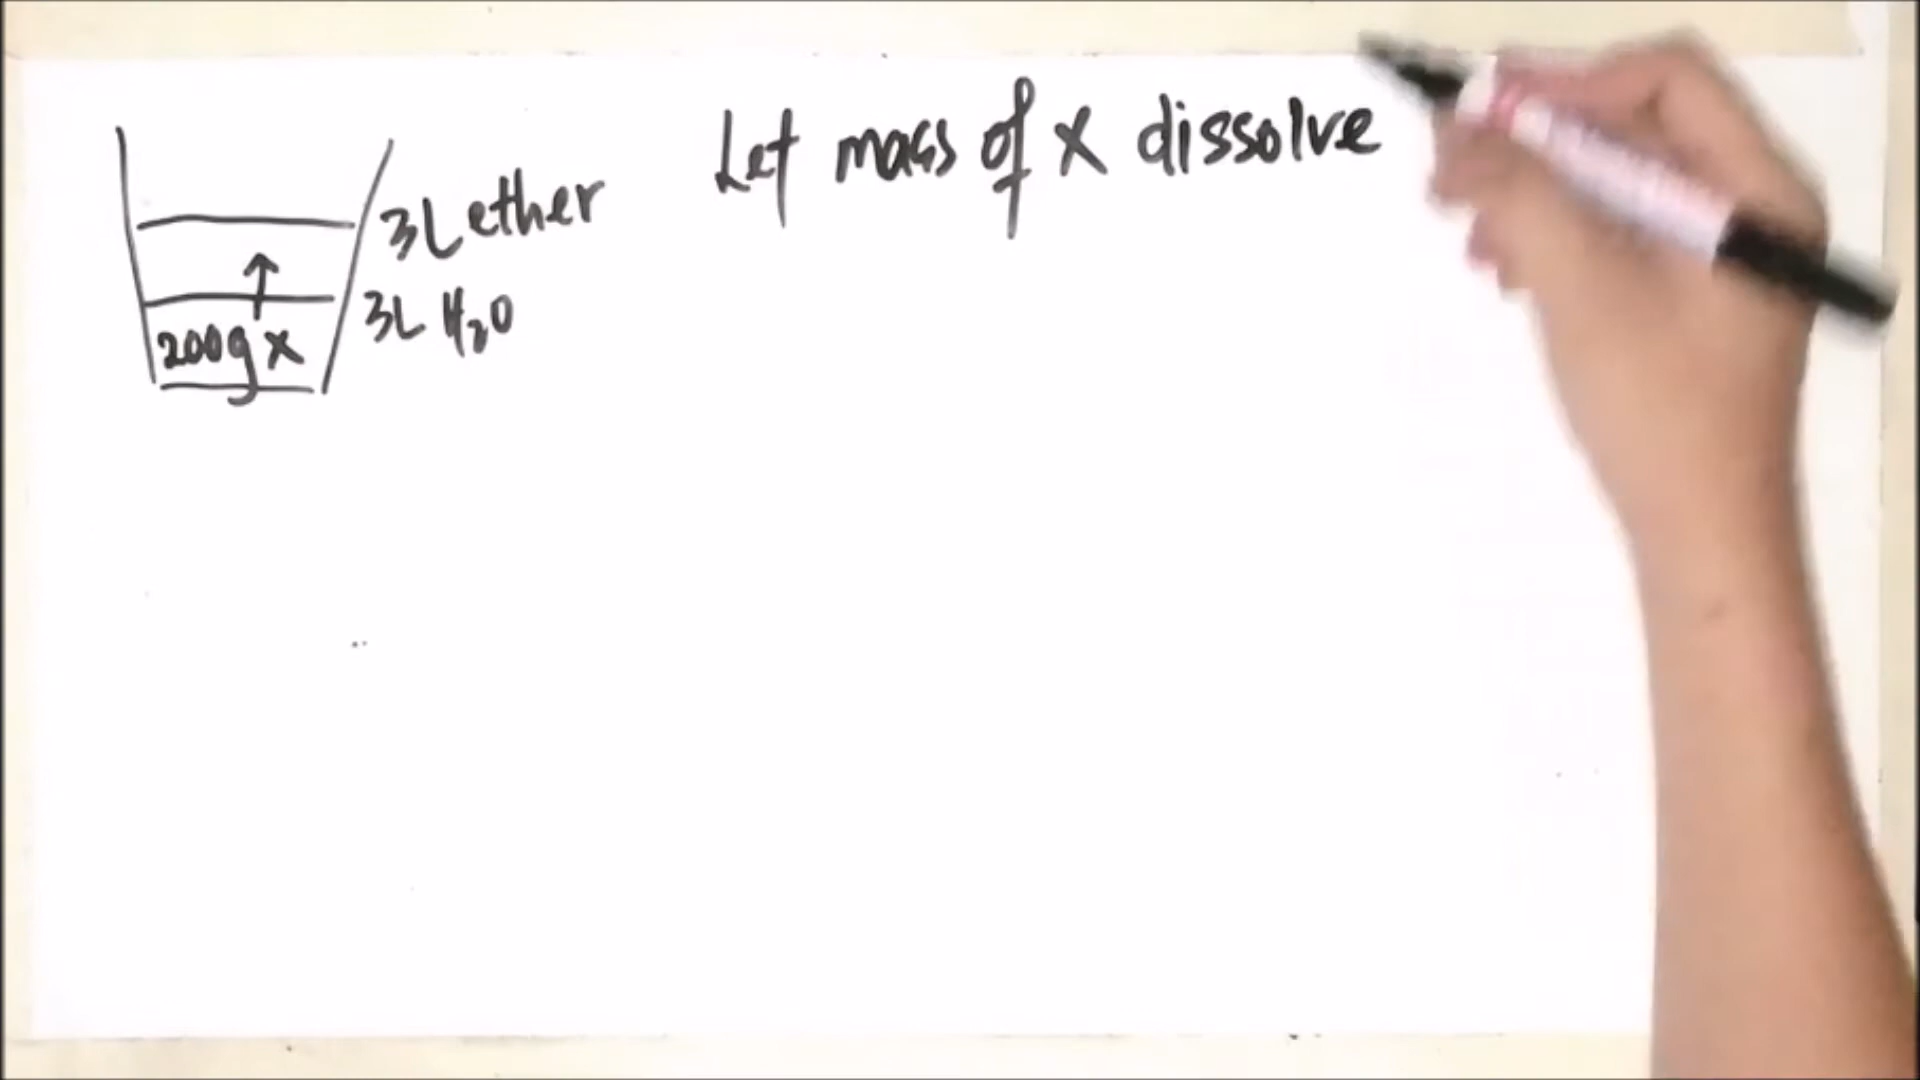 Let mass of X dissolve
3L ether
3L H₂O
200g X